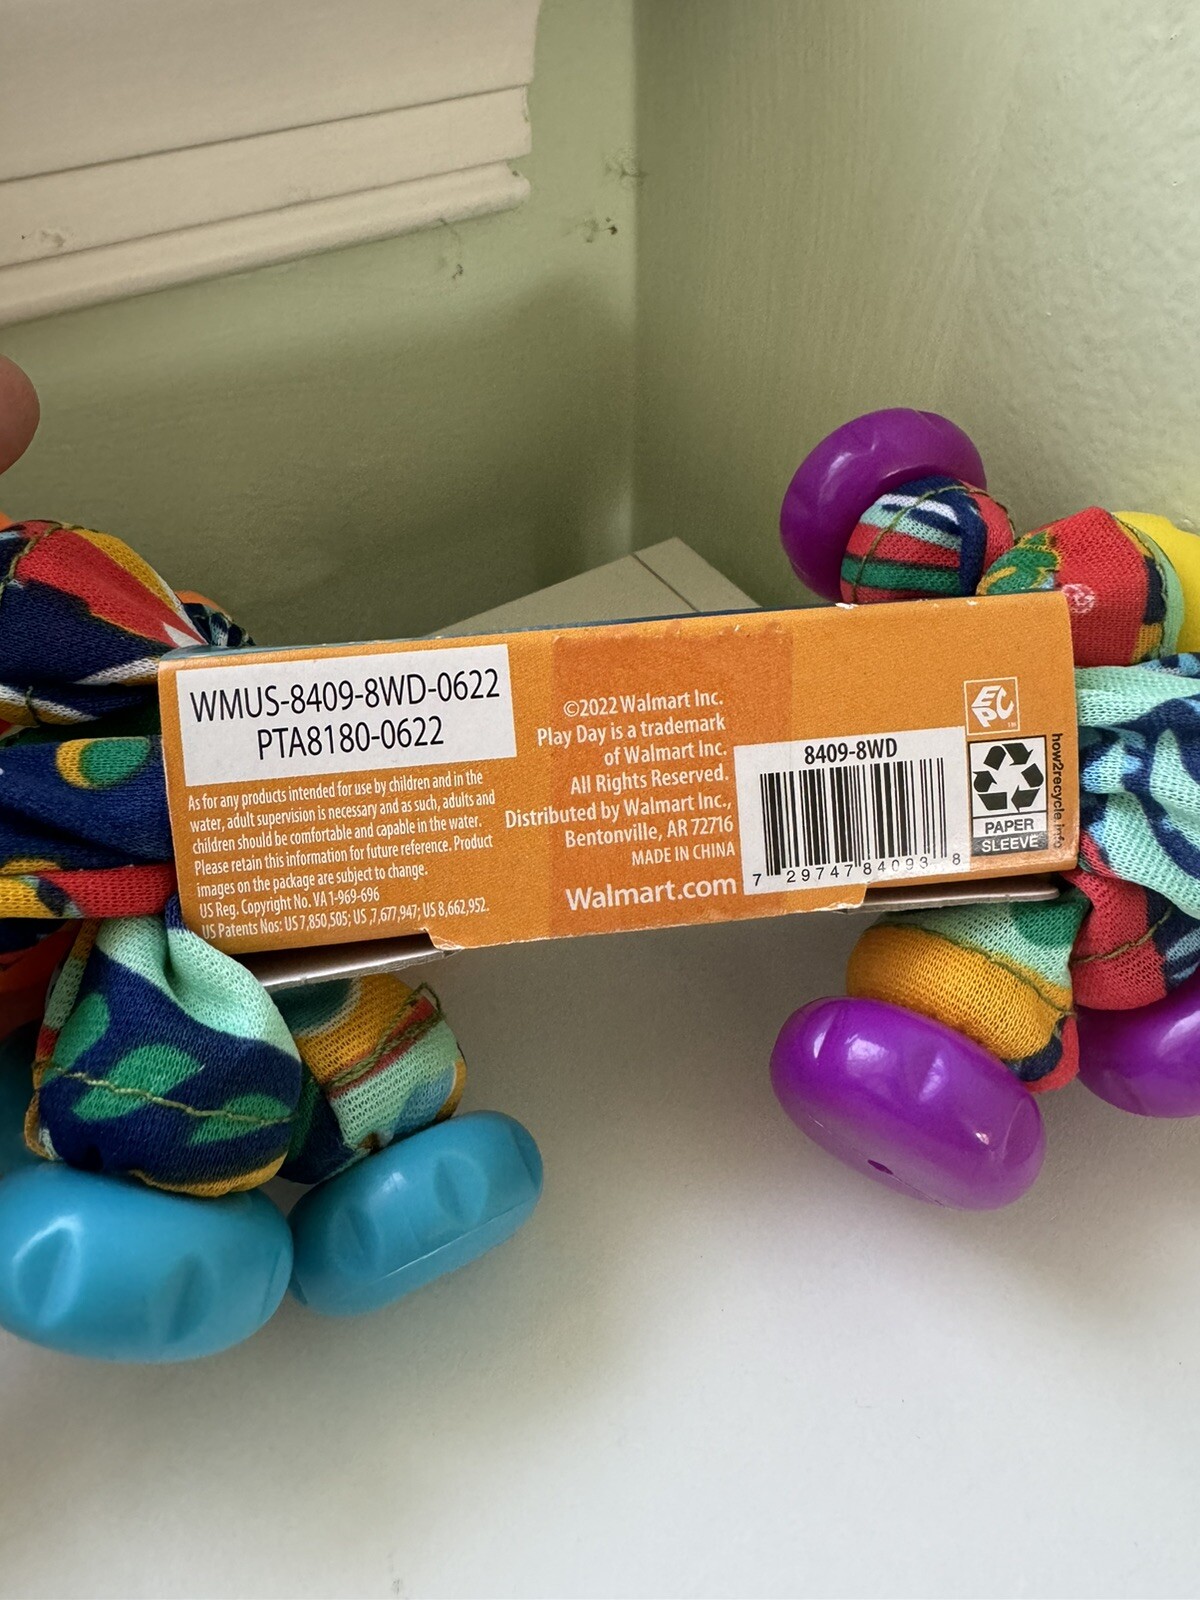 WMUS-8409-8WD-0622
PTA8180-0622
As for any products intended for use by children and in the
water, adult supervision is necessary and as such, adults and
children should be comfortable and capable in the water.
Please retain this information for future reference. Product
images on the package are subject to change.
US Reg. Copyright No. VA 1-969-696
US Patents Nos: US 7,850,505; US ,7,677,947; US 8,662,952.
©2022 Walmart Inc.
Play Day is a trademark
of Walmart Inc.
All Rights Reserved.
Distributed by Walmart Inc.,
Bentonville, AR 72716
MADE IN CHINA
Walmart.com
8409-8WD
7 29747 84093 8
EPC™
PAPER
SLEEVE
how2recycle.info